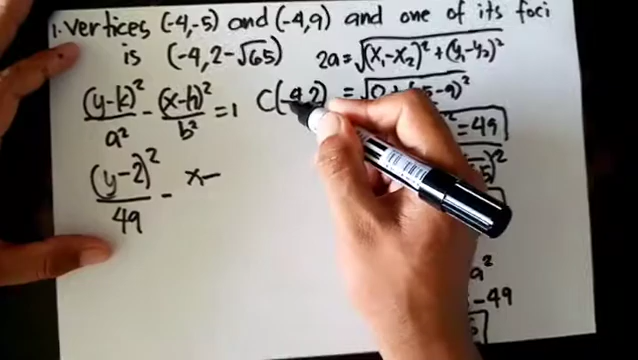 1. Vertices (-4,-5) and (-4,9) and one of its foci
is (-4, 2-√65) 2a = √(x₁-x₂)² + (y₁-y₂)²
(y-k)²/a² - (x-h)²/b² = 1 C(-4,2) = √
= 49
(y-2)²/49 - x-
a²
- 49